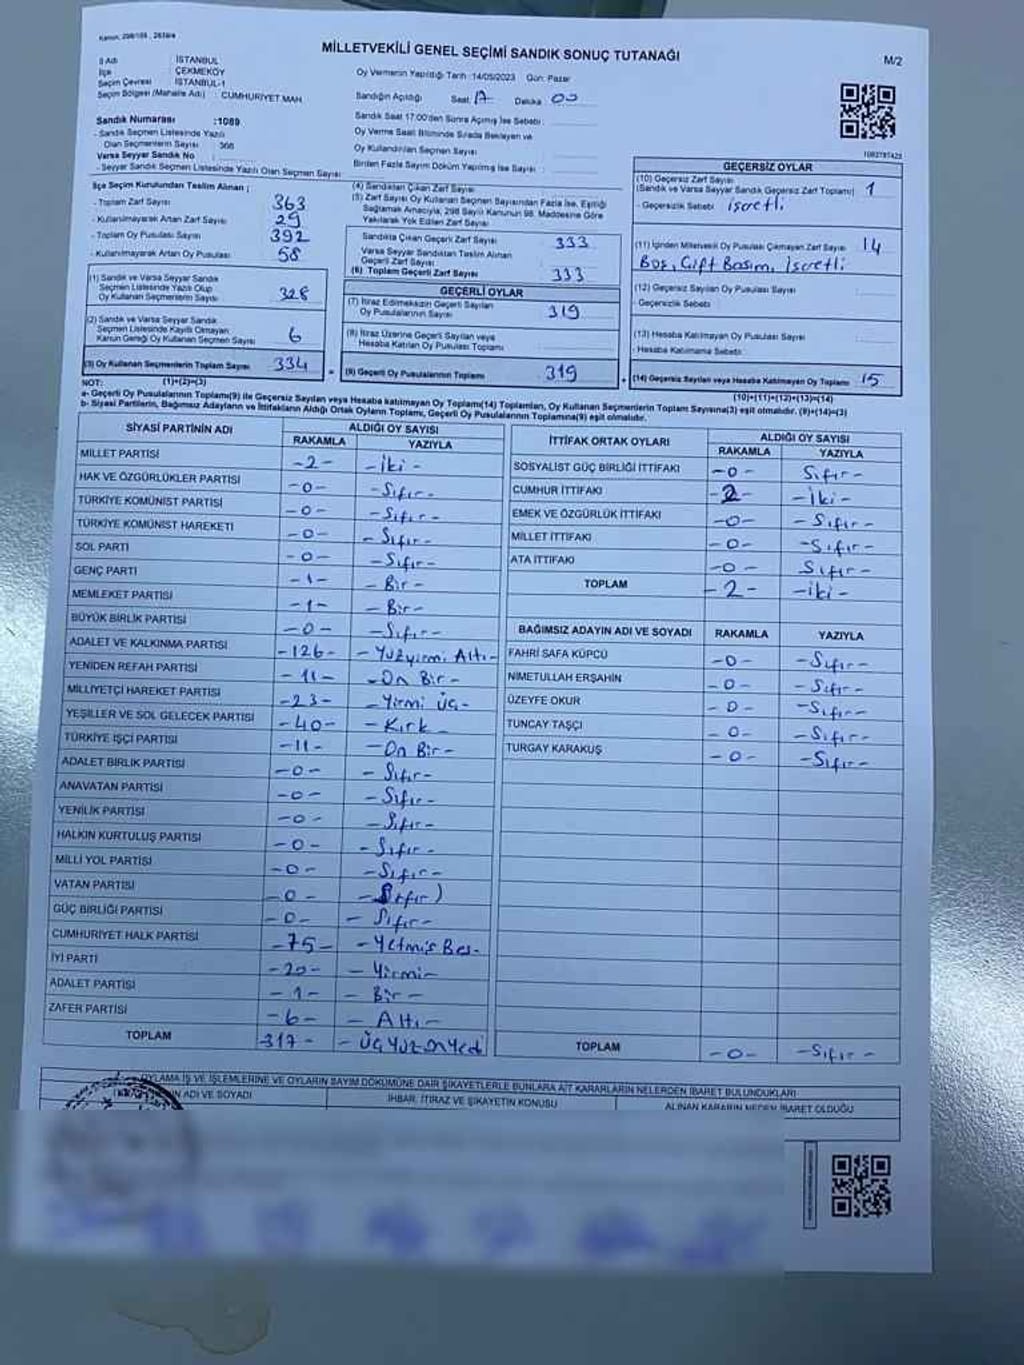 MİLLETVEKİLİ GENEL SEÇİMİ SANDIK SONUÇ TUTANAĞI
M/2
İl Adı : İSTANBUL
İlçe : ÇEKMEKÖY
Seçim Çevresi : İSTANBUL-1
Seçim Bölgesi (Mahalle Adı) : CUMHURİYET MAH.
Oy Vermenin Yapıldığı Tarih :14/05/2023 Gün: Pazar
Sandığın Açıldığı Saat: 17 Dakika 00
Sandık Saat 17:00'den Sonra Açılmış İse Sebebi :
Oy Verme Saati Bitiminde Sırada Bekleyen ve
Oy Kullandırılan Seçmen Sayısı :
Birden Fazla Sayım Döküm Yapılmış İse Sayısı :
Sandık Numarası :1089
- Sandık Seçmen Listesinde Yazılı
Olan Seçmenlerin Sayısı : 368
Varsa Seyyar Sandık No :
- Seyyar Sandık Seçmen Listesinde Yazılı Olan Seçmen Sayısı
İlçe Seçim Kurulundan Teslim Alınan ;
- Toplam Zarf Sayısı 363
- Kullanılmayarak Artan Zarf Sayısı 29
- Toplam Oy Pusulası Sayısı 392
- Kullanılmayarak Artan Oy Pusulası 58
(1) Sandık ve Varsa Seyyar Sandık
Seçmen Listesinde Yazılı Olup
Oy Kullanan Seçmenlerin Sayısı 328
(2) Sandık ve Varsa Seyyar Sandık
Seçmen Listesinde Kayıtlı Olmayan
Kanun Gereği Oy Kullanan Seçmen Sayısı 6
(3) Oy Kullanan Seçmenlerin Toplam Sayısı 334
(4) Sandıktan Çıkan Zarf Sayısı
(5) Zarf Sayısı Oy Kullanan Seçmen Sayısından Fazla İse, Eşitliği
Sağlamak Amacıyla, 298 Sayılı Kanunun 98. Maddesine Göre
Yakılarak Yok Edilen Zarf Sayısı
Sandıkta Çıkan Geçerli Zarf Sayısı 333
Varsa Seyyar Sandıktan Teslim Alınan
Geçerli Zarf Sayısı
(6) Toplam Geçerli Zarf Sayısı 333
GEÇERLİ OYLAR
(7) İtiraz Edilmeksizin Geçerli Sayılan
Oy Pusulalarının Sayısı 319
(8) İtiraz Üzerine Geçerli Sayılan veya
Hesaba Katılan Oy Pusulası Toplamı
(9) Geçerli Oy Pusulalarının Toplamı 319
GEÇERSİZ OYLAR
(10) Geçersiz Zarf Sayısı
(Sandık ve Varsa Seyyar Sandık Geçersiz Zarf Toplamı) 1
- Geçersizlik Sebebi işretli
(11) İçinden Milletvekili Oy Pusulası Çıkmayan Zarf Sayısı 14
Boş, Çift Basım, İşcretli
(12) Geçersiz Sayılan Oy Pusulası Sayısı
- Geçersizlik Sebebi
(13) Hesaba Katılmayan Oy Pusulası Sayısı
- Hesaba Katılmama Sebebi
(14) Geçersiz Sayılan veya Hesaba Katılmayan Oy Pusulası Toplamı 15
NOT: (1)+(2)=(3) (10)+(11)+(12)+(13)=(14)
a- Geçerli Oy Pusulalarının Toplamı(9) ile Geçersiz Sayılan veya Hesaba Katılmayan Oy Toplamı(14) Toplamları, Oy Kullanan Seçmenlerin Toplam Sayısına(3) eşit olmalıdır. (9)+(14)=(3)
b- Siyasi Partilerin, Bağımsız Adayların ve İttifakların Aldığı Ortak Oyların Toplamı, Geçerli Oy Pusulalarının Toplamına(9) eşit olmalıdır.
SİYASİ PARTİNİN ADI ALDIĞI OY SAYISI
RAKAMLA YAZIYLA
MİLLET PARTİSİ -2- -İki-
HAK VE ÖZGÜRLÜKLER PARTİSİ -0- -Sıfır-
TÜRKİYE KOMÜNİST PARTİSİ -0- -Sıfır-
TÜRKİYE KOMÜNİST HAREKETİ -0- -Sıfır-
SOL PARTİ -0- -Sıfır-
GENÇ PARTİ -1- -Bir-
MEMLEKET PARTİSİ -1- -Bir-
BÜYÜK BİRLİK PARTİSİ -0- -Sıfır-
ADALET VE KALKINMA PARTİSİ -126- -Yüzyirmi Altı-
YENİDEN REFAH PARTİSİ -11- -On Bir-
MİLLİYETÇİ HAREKET PARTİSİ -23- -Yirmi Üç-
YEŞİLLER VE SOL GELECEK PARTİSİ -40- -Kırk-
TÜRKİYE İŞÇİ PARTİSİ -11- -On Bir-
ADALET BİRLİK PARTİSİ -0- -Sıfır-
ANAVATAN PARTİSİ -0- -Sıfır-
YENİLİK PARTİSİ -0- -Sıfır-
HALKIN KURTULUŞ PARTİSİ -0- -Sıfır-
MİLLİ YOL PARTİSİ -0- -Sıfır-
VATAN PARTİSİ -0- -Sıfır)
GÜÇ BİRLİĞİ PARTİSİ -0- -Sıfır-
CUMHURİYET HALK PARTİSİ -75- -Yetmiş Beş-
İYİ PARTİ -20- -Yirmi-
ADALET PARTİSİ -1- -Bir-
ZAFER PARTİSİ -6- -Altı-
TOPLAM -317- -Üçyüzonyedi
İTTİFAK ORTAK OYLARI ALDIĞI OY SAYISI
RAKAMLA YAZIYLA
SOSYALİST GÜÇ BİRLİĞİ İTTİFAKI -0- Sıfır-
CUMHUR İTTİFAKI -2- -İki-
EMEK VE ÖZGÜRLÜK İTTİFAKI -0- -Sıfır-
MİLLET İTTİFAKI -0- -Sıfır-
ATA İTTİFAKI -0- Sıfır-
TOPLAM -2- -iki-
BAĞIMSIZ ADAYIN ADI VE SOYADI RAKAMLA YAZIYLA
FAHRİ SAFA KÜPCÜ -0- -Sıfır-
NİMETULLAH ERŞAHİN -0- -Sıfır-
ÜZEYFE OKUR -0- -Sıfır-
TUNCAY TAŞÇI -0- -Sıfır-
TURGAY KARAKUŞ -0- -Sıfır-
TOPLAM -0- -Sıfır-
OYLAMA İŞ VE İŞLEMLERİNE VE OYLARIN SAYIM DÖKÜMÜNE DAİR ŞİKAYETLERLE BUNLARA AİT KARARLARIN NELERDEN İBARET BULUNDUKLARI
ADI VE SOYADI İHBAR, İTİRAZ VE ŞİKAYETİN KONUSU ALINAN KARARIN NEDEN İBARET OLDUĞU